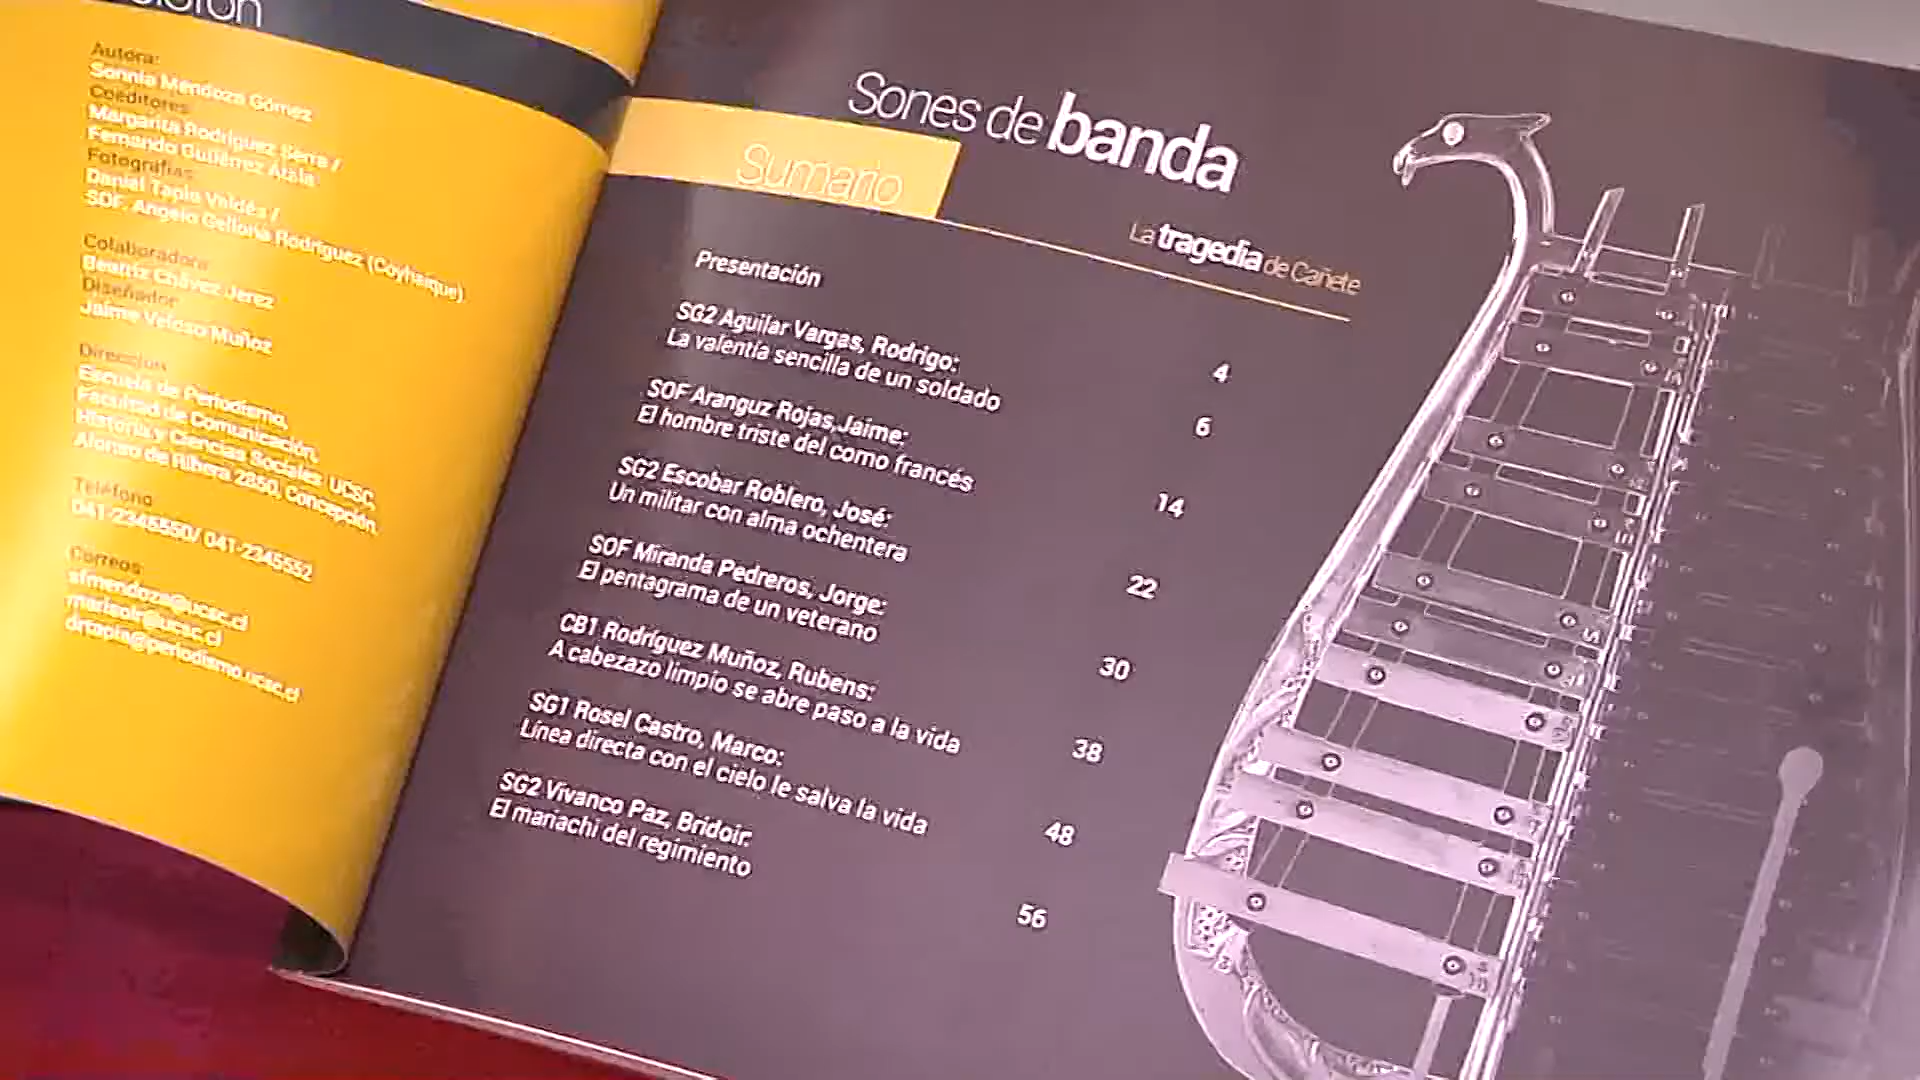 Autora:
Sonnia Mendoza Gómez
Coeditores
Margarita Rodríguez Serra /
Fernando Gutiérrez Atala
Fotografías
Daniel Tapia Valdés /
SOF. Angelo Gellona Rodríguez (Coyhaique)
Colaboradora
Beatriz Chávez Jerez
Diseñador
Jaime Veloso Muñoz
Dirección
Escuela de Periodismo,
Facultad de Comunicación,
Historia y Ciencias Sociales UCSC,
Alonso de Ribera 2850, Concepción.
Teléfono
041-2345550/ 041-2345552
Correos
sfmendoza@ucsc.cl
marisolr@ucsc.cl
drtapia@periodismo.ucsc.cl
Sones de banda
Sumario
La tragedia de Cañete
Presentación 4
SG2 Aguilar Vargas, Rodrigo:
La valentía sencilla de un soldado 6
SOF Aranguz Rojas, Jaime:
El hombre triste del corno francés 14
SG2 Escobar Roblero, José:
Un militar con alma ochentera 22
SOF Miranda Pedreros, Jorge:
El pentagrama de un veterano 30
CB1 Rodríguez Muñoz, Rubens:
A cabezazo limpio se abre paso a la vida 38
SG1 Rosel Castro, Marco:
Línea directa con el cielo le salva la vida 48
SG2 Vivanco Paz, Bridoir:
El mariachi del regimiento 56